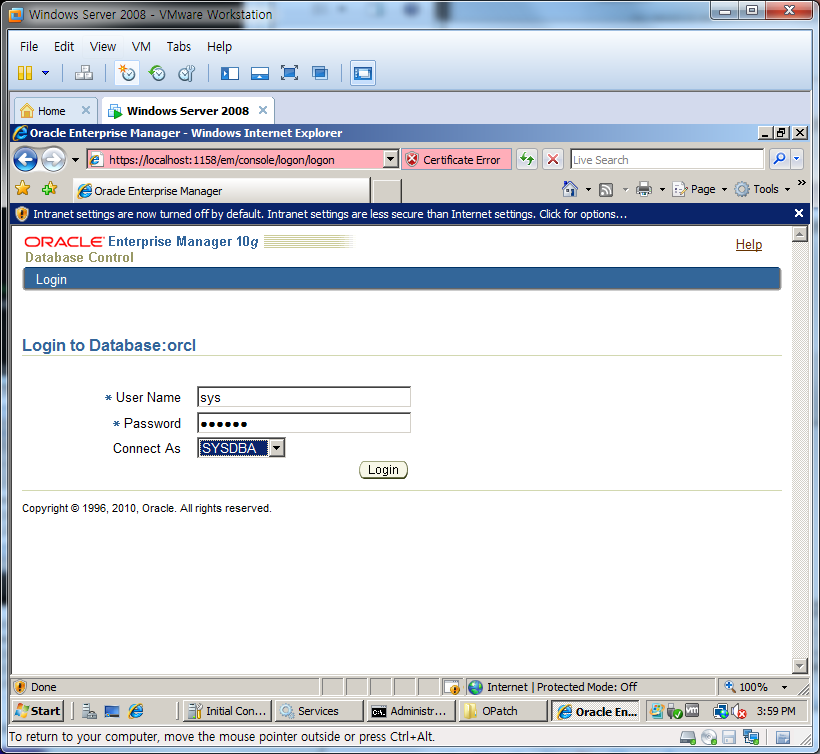 Windows Server 2008 - VMware Workstation
File Edit View VM Tabs Help
Home Windows Server 2008
Oracle Enterprise Manager - Windows Internet Explorer
https://localhost:1158/em/console/logon/logon Certificate Error Live Search
Oracle Enterprise Manager Page Tools
Intranet settings are now turned off by default. Intranet settings are less secure than Internet settings. Click for options...
ORACLE Enterprise Manager 10g
Database Control
Help
Login
Login to Database:orcl
* User Name sys
* Password ••••••
Connect As SYSDBA
Login
Copyright © 1996, 2010, Oracle. All rights reserved.
Done Internet | Protected Mode: Off 100%
Start Initial Con... Services Administr... OPatch Oracle En... 3:59 PM
To return to your computer, move the mouse pointer outside or press Ctrl+Alt.